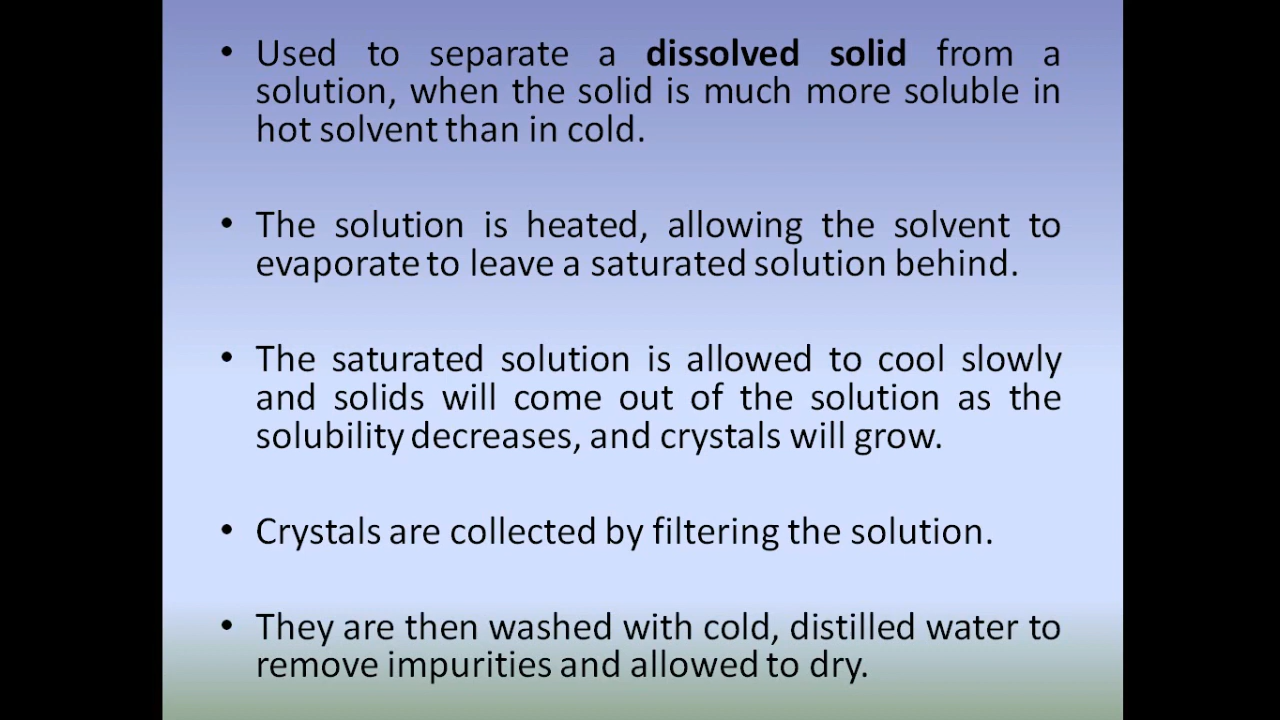 • Used to separate a dissolved solid from a
solution, when the solid is much more soluble in
hot solvent than in cold.
• The solution is heated, allowing the solvent to
evaporate to leave a saturated solution behind.
• The saturated solution is allowed to cool slowly
and solids will come out of the solution as the
solubility decreases, and crystals will grow.
• Crystals are collected by filtering the solution.
• They are then washed with cold, distilled water to
remove impurities and allowed to dry.